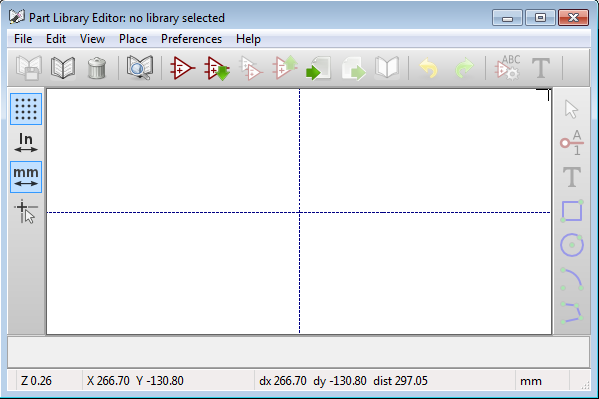 Part Library Editor: no library selected
File Edit View Place Preferences Help
ABC
T
In
mm
A
1
T
Z 0.26 X 266.70 Y -130.80 dx 266.70 dy -130.80 dist 297.05 mm